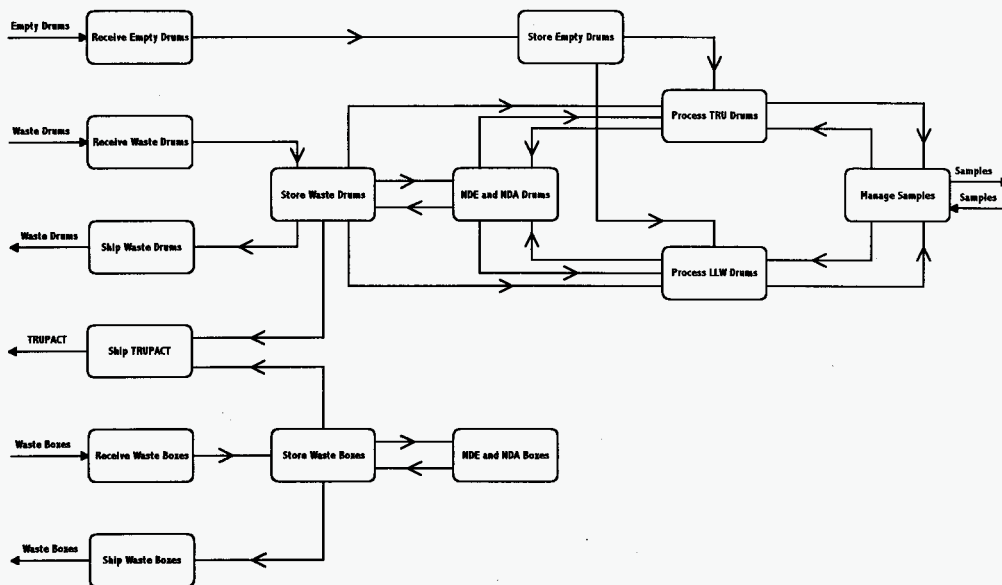 Empty Drums
Receive Empty Drums
Store Empty Drums
Process TRU Drums
Waste Drums
Receive Waste Drums
Store Waste Drums
NDE and NDA Drums
Manage Samples
Samples
Samples
Waste Drums
Ship Waste Drums
Process LLW Drums
TRUPACT
Ship TRUPACT
Waste Boxes
Receive Waste Boxes
Store Waste Boxes
NDE and NDA Boxes
Waste Boxes
Ship Waste Boxes